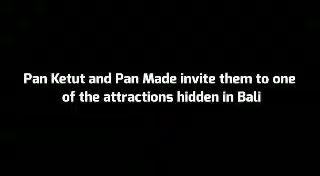 Pan Ketut and Pan Made invite them to one
of the attractions hidden in Bali